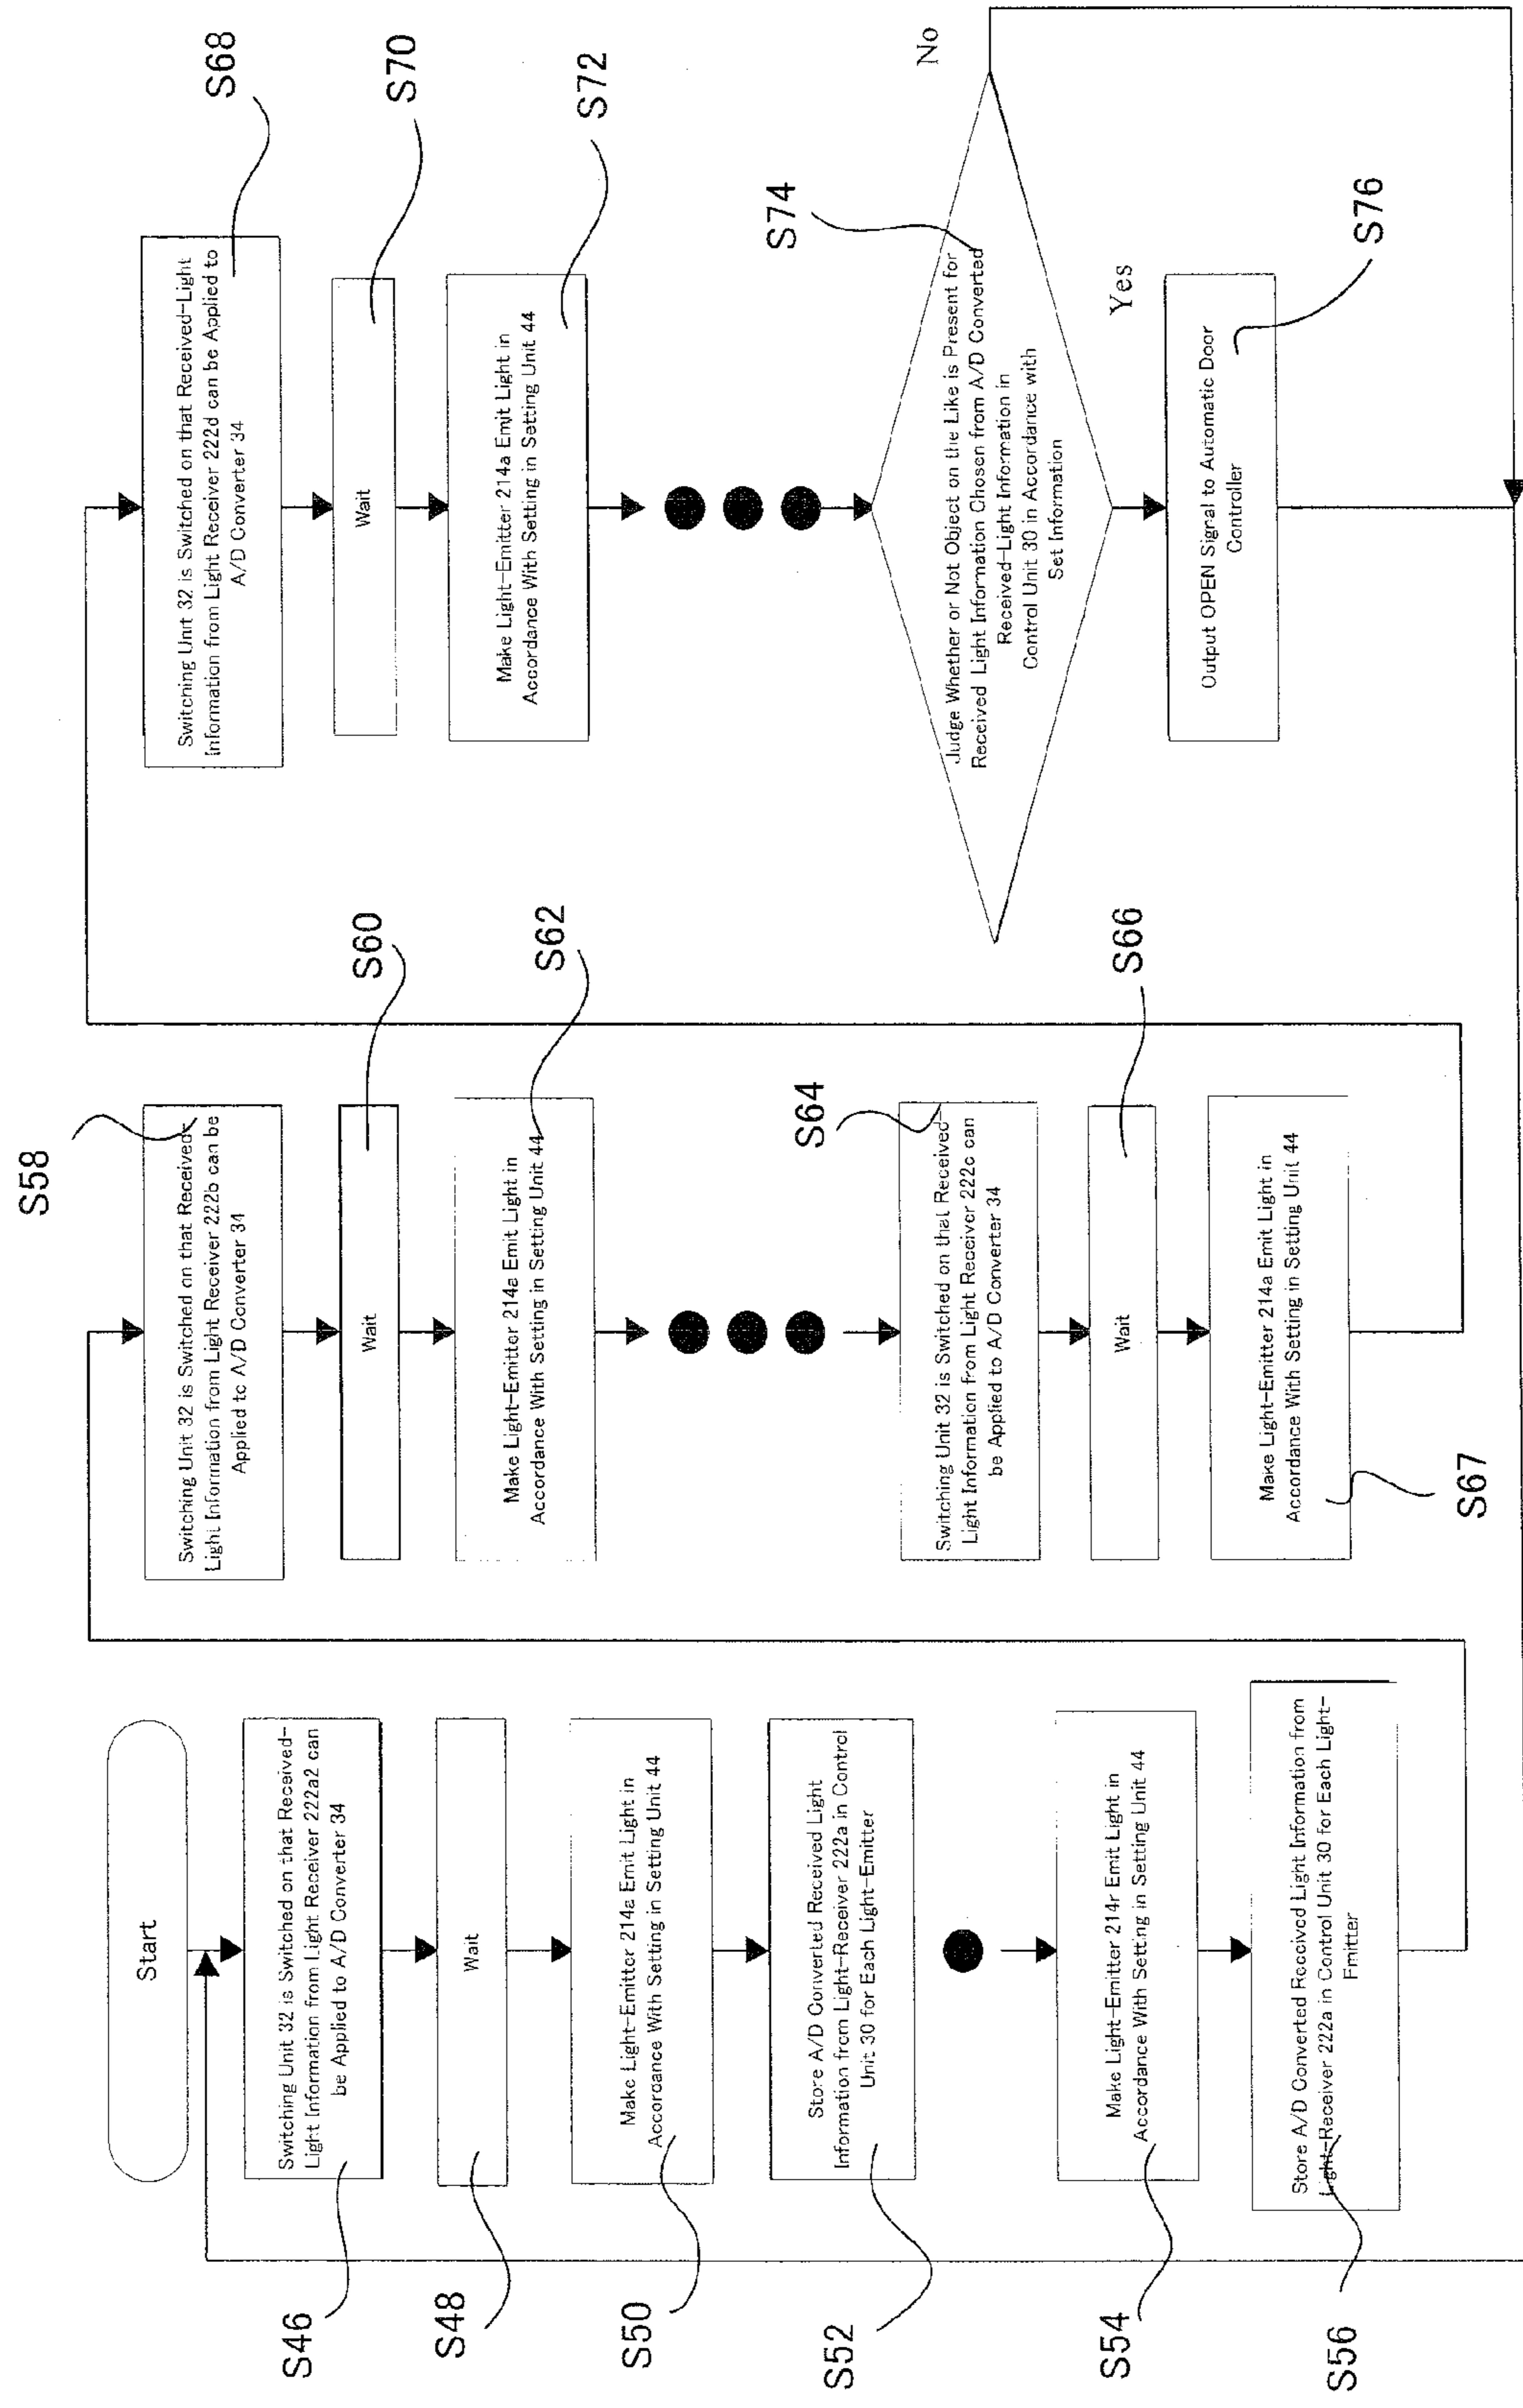 Start
Switching Unit 32 is Switched on that Received-
Light Information from Light Receiver 222a2 can
be Applied to A/D Converter 34
S46
Wait
S48
Make Light-Emitter 214a Emit Light in
Accordance With Setting in Setting Unit 44
S50
Store A/D Converted Received Light
Information from Light-Receiver 222a in Control
Unit 30 for Each Light-Emitter
S52
Make Light-Emitter 214r Emit Light in
Accordance With Setting in Setting Unit 44
S54
Store A/D Converted Received Light Information from
Light-Receiver 222a in Control Unit 30 for Each Light-
Emitter
S56
S58
Switching Unit 32 is Switched on that Received-
Light Information from Light Receiver 222b can be
Applied to A/D Converter 34
S60
Wait
S62
Make Light-Emitter 214a Emit Light in
Accordance With Setting in Setting Unit 44
S64
Switching Unit 32 is Switched on that Received-
Light Information from Light Receiver 222c can
be Applied to A/D Converter 34
S66
Wait
Make Light-Emitter 214a Emit Light in
Accordance With Setting in Setting Unit 44
S67
S68
Switching Unit 32 is Switched on that Received-Light
Information from Light Receiver 222d can be Applied to
A/D Converter 34
S70
Wait
S72
Make Light-Emitter 214a Emit Light in
Accordance With Setting in Setting Unit 44
S74
Judge Whether or Not Object on the Like is Present for
Received Light Information Chosen from A/D Converted
Received-Light Information in
Control Unit 30 in Accordance with
Set Information
No
Yes
Output OPEN Signal to Automatic Door
Controller
S76